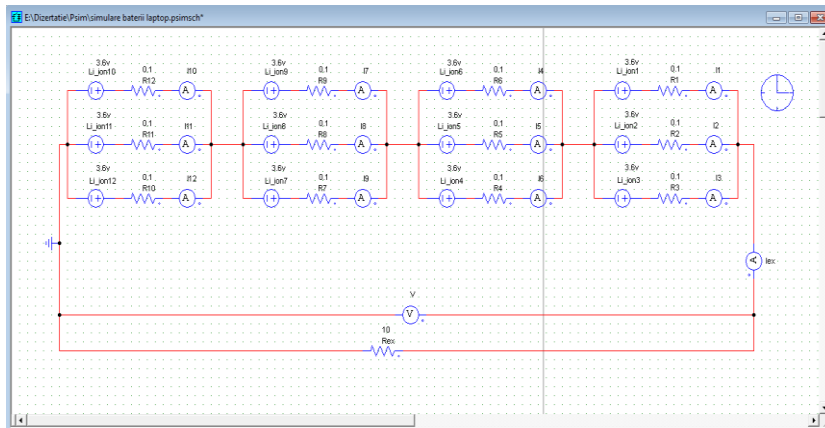 E:\Dizertatie\Psim\simulare baterii laptop.psimsch*
3.6v 0.1 I10 3.6v 0.1 I7 3.6v 0.1 I4 3.6v 0.1 I1
Li_ion10 R12 A Li_ion9 R9 A Li_ion6 R6 A Li_ion1 R1 A
3.6v 0.1 I11 3.6v 0.1 I8 3.6v 0.1 I5 3.6v 0.1 I2
Li_ion11 R11 A Li_ion8 R8 A Li_ion5 R5 A Li_ion2 R2 A
3.6v 0.1 I12 3.6v 0.1 I9 3.6v 0.1 I6 3.6v 0.1 I3
Li_ion12 R10 A Li_ion7 R7 A Li_ion4 R4 A Li_ion3 R3 A
A Iex
V
V
10
Rex